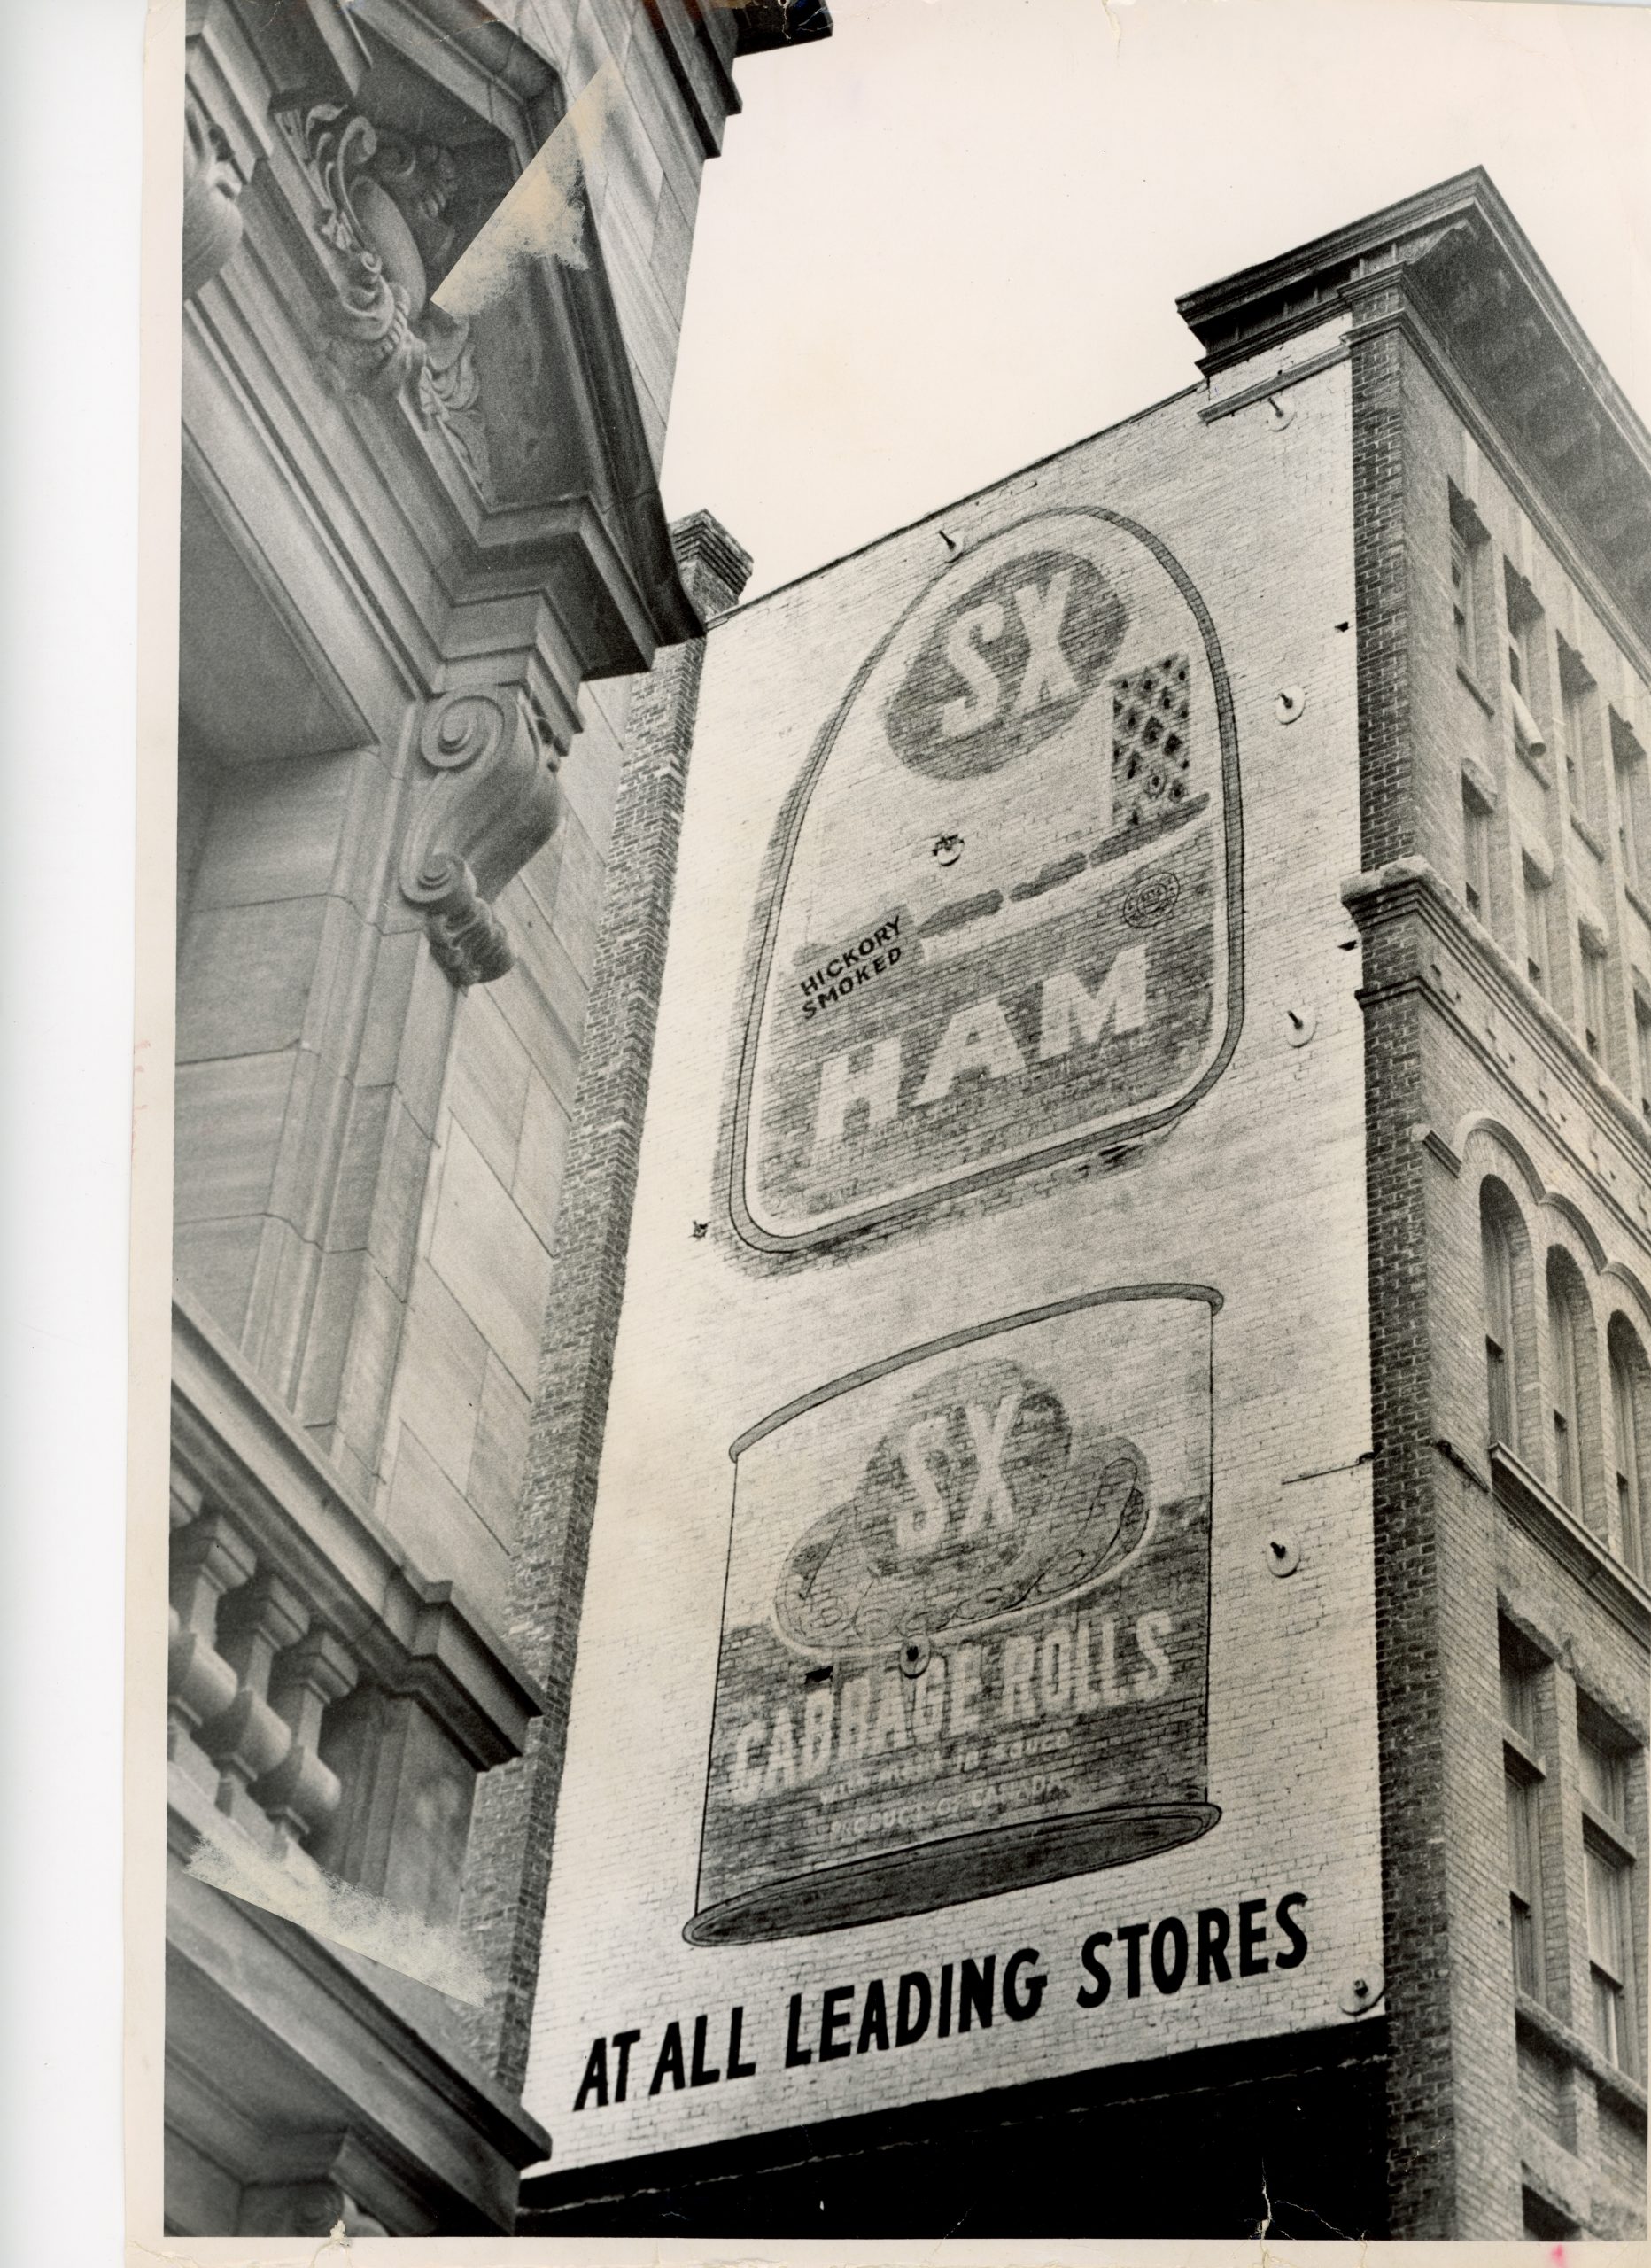 SX
HICKORY
SMOKED
HAM
SX
CABBAGE ROLLS
PRODUCT OF CANADA
AT ALL LEADING STORES